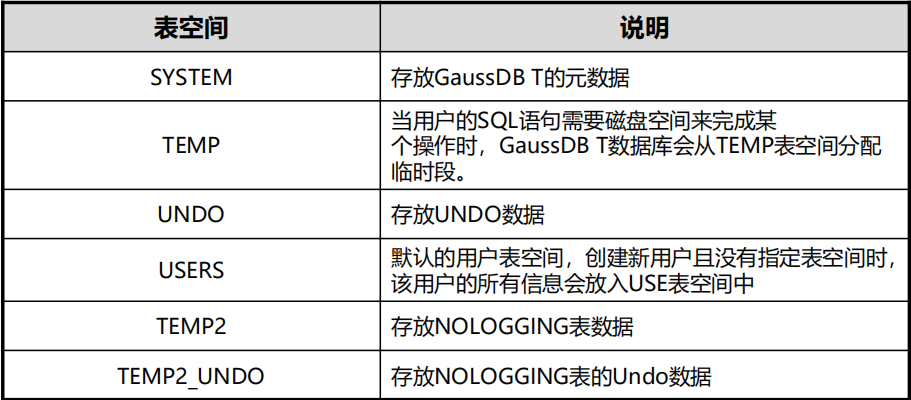 表空间 说明
SYSTEM 存放GaussDB T的元数据
TEMP 当用户的SQL语句需要磁盘空间来完成某
个操作时，GaussDB T数据库会从TEMP表空间分配
临时段。
UNDO 存放UNDO数据
USERS 默认的用户表空间，创建新用户且没有指定表空间时，
该用户的所有信息会放入USE表空间中
TEMP2 存放NOLOGGING表数据
TEMP2_UNDO 存放NOLOGGING表的Undo数据